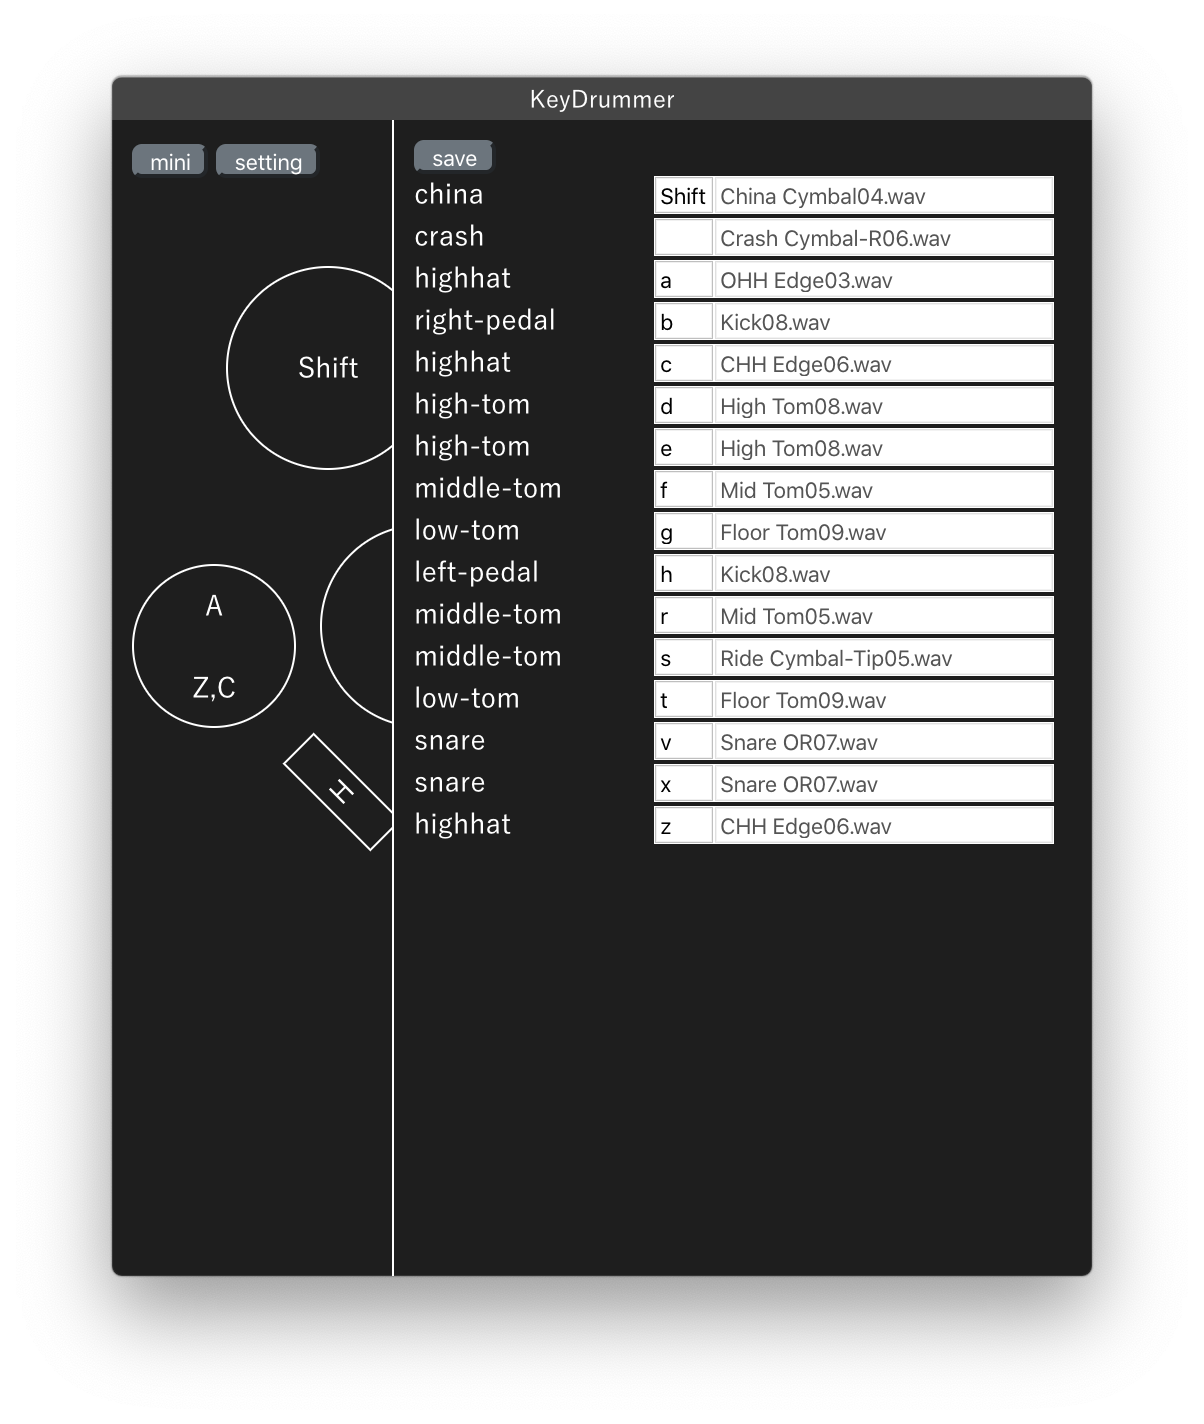 KeyDrummer
mini setting
Shift
A
Z,C
H
save
china Shift China Cymbal04.wav
crash Crash Cymbal-R06.wav
highhat a OHH Edge03.wav
right-pedal b Kick08.wav
highhat c CHH Edge06.wav
high-tom d High Tom08.wav
high-tom e High Tom08.wav
middle-tom f Mid Tom05.wav
low-tom g Floor Tom09.wav
left-pedal h Kick08.wav
middle-tom r Mid Tom05.wav
middle-tom s Ride Cymbal-Tip05.wav
low-tom t Floor Tom09.wav
snare v Snare OR07.wav
snare x Snare OR07.wav
highhat z CHH Edge06.wav